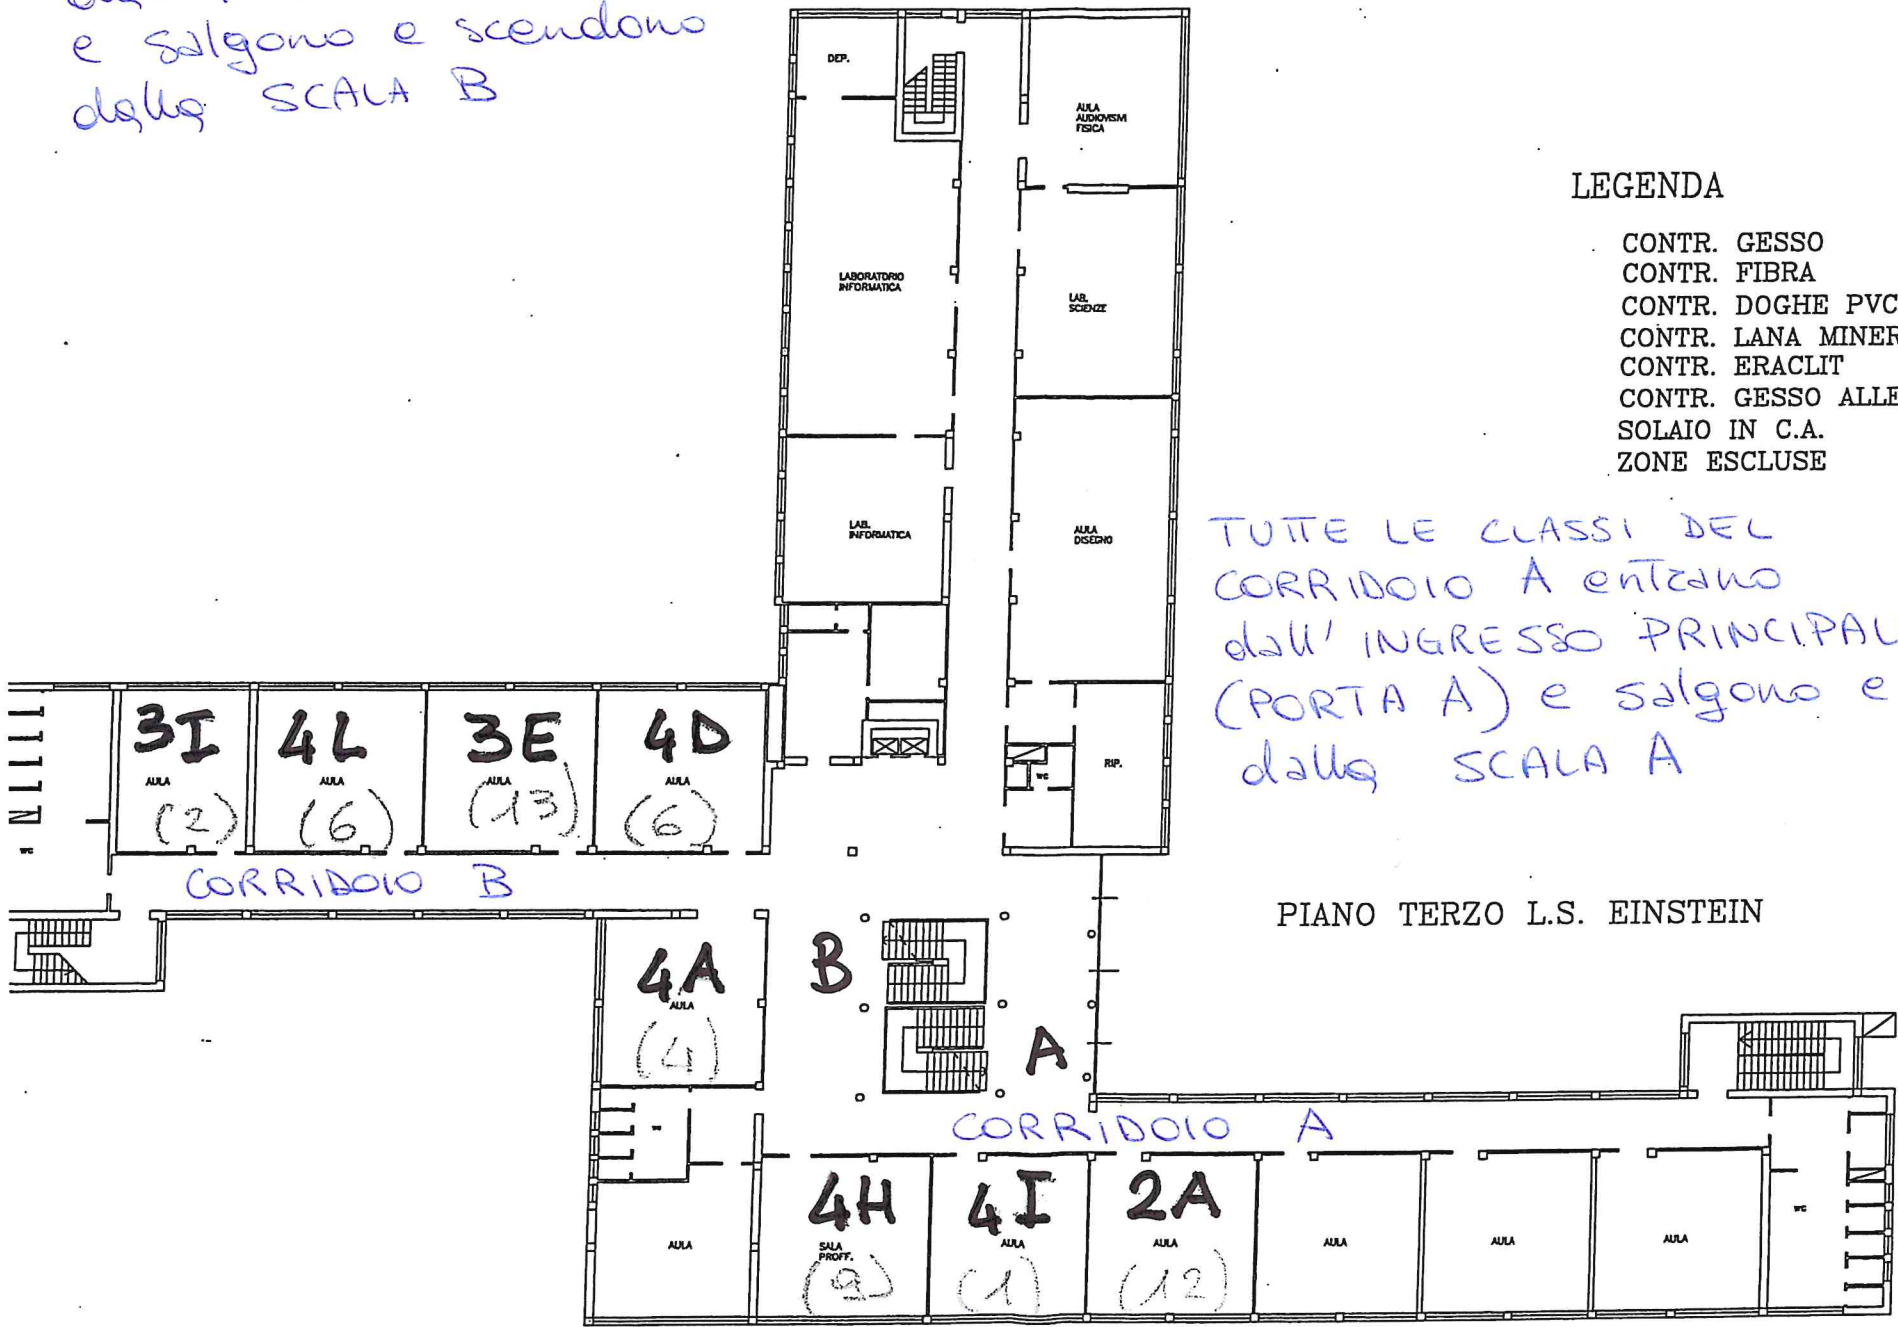 e salgono e scendono
dalla SCALA B
DEP.
AULA
AUDIOVISIVI
FISICA
LEGENDA
CONTR. GESSO
CONTR. FIBRA
CONTR. DOGHE PVC
CONTR. LANA MINER
CONTR. ERACLIT
CONTR. GESSO ALLE
SOLAIO IN C.A.
ZONE ESCLUSE
LABORATORIO
INFORMATICA
LAB.
SCIENZE
LAB.
INFORMATICA
AULA
DISEGNO
TUTTE LE CLASSI DEL
CORRIDOIO A entrano
dall' INGRESSO PRINCIPAL
(PORTA A) e salgono e
dalla SCALA A
RIP.
WC
3I
AULA
(2)
4L
AULA
(6)
3E
AULA
(13)
4D
AULA
(6)
WC
CORRIDOIO B
PIANO TERZO L.S. EINSTEIN
4A
AULA
(4)
B
A
WC
CORRIDOIO A
AULA
4H
SALA
PROFF.
(9)
4I
AULA
(1)
2A
AULA
(12)
AULA
AULA
AULA
WC